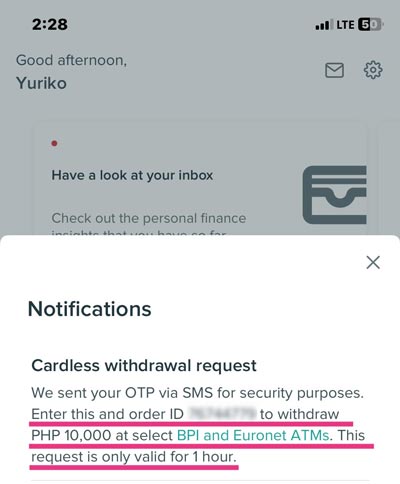 2:28
LTE
50
Good afternoon,
Yuriko
Have a look at your inbox
Check out the personal finance
insights that you have so far
Notifications
Cardless withdrawal request
We sent your OTP via SMS for security purposes.
Enter this and order ID to withdraw
PHP 10,000 at select BPI and Euronet ATMs. This
request is only valid for 1 hour.